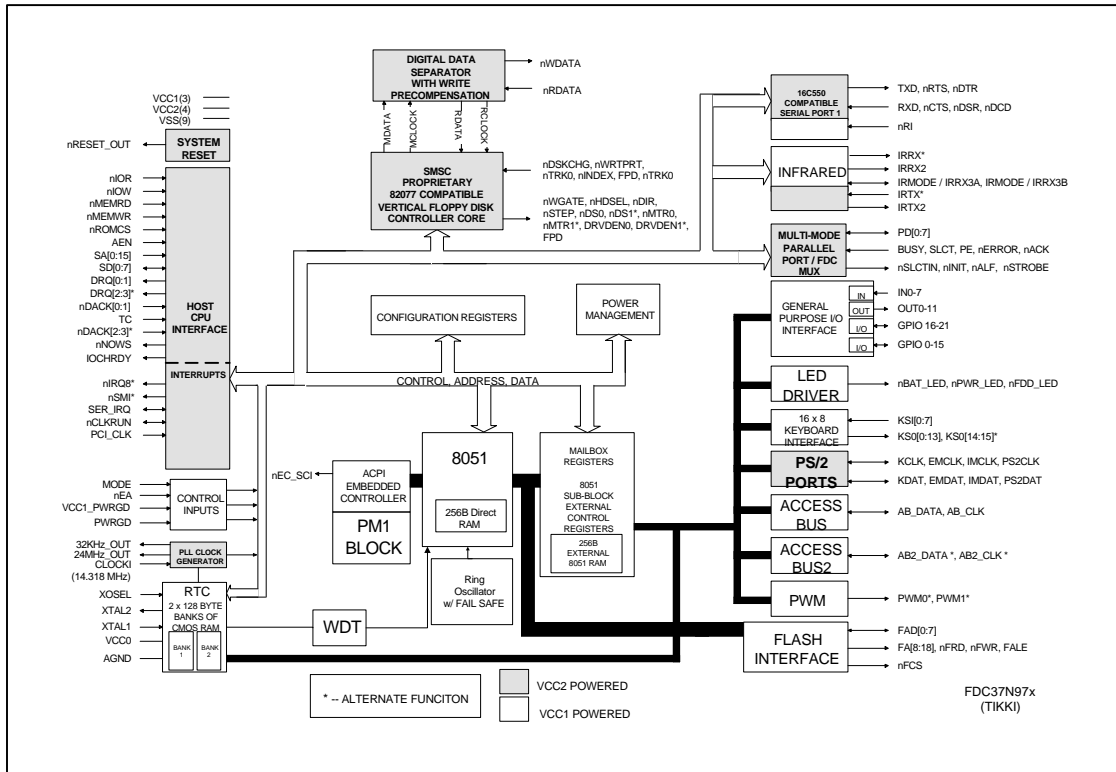 DIGITAL DATA
SEPARATOR
WITH WRITE
PRECOMPENSATION
nWDATA
nRDATA
MDATA
MCLOCK
RDATA
RCLOCK
SMSC
PROPRIETARY
82077 COMPATIBLE
VERTICAL FLOPPY DISK
CONTROLLER CORE
nDSKCHG, nWRTPRT,
nTRK0, nINDEX, FPD, nTRK0
nWGATE, nHDSEL, nDIR,
nSTEP, nDS0, nDS1*, nMTR0,
nMTR1*, DRVDEN0, DRVDEN1*,
FPD
VCC1(3)
VCC2(4)
VSS(9)
nRESET_OUT
SYSTEM
RESET
nIOR
nIOW
nMEMRD
nMEMWR
nROMCS
AEN
SA[0:15]
SD[0:7]
DRQ[0:1]
DRQ[2:3]*
nDACK[0:1]
TC
nDACK[2:3]*
nNOWS
IOCHRDY
nIRQ8*
nSMI*
SER_IRQ
nCLKRUN
PCI_CLK
HOST
CPU
INTERFACE
INTERRUPTS
MODE
nEA
VCC1_PWRGD
PWRGD
CONTROL
INPUTS
32KHz_OUT
24MHz_OUT
CLOCKI
(14.318 MHz)
PLL CLOCK
GENERATOR
XOSEL
XTAL2
XTAL1
VCC0
AGND
RTC
2 x 128 BYTE
BANKS OF
CMOS RAM
BANK
1
BANK
2
CONFIGURATION REGISTERS
POWER
MANAGEMENT
CONTROL, ADDRESS, DATA
nEC_SCI
ACPI
EMBEDDED
CONTROLLER
PM1
BLOCK
8051
256B Direct
RAM
Ring
Oscillator
w/ FAIL SAFE
WDT
MAILBOX
REGISTERS
8051
SUB-BLOCK
EXTERNAL
CONTROL
REGISTERS
256B
EXTERNAL
8051 RAM
16C550
COMPATIBLE
SERIAL PORT 1
TXD, nRTS, nDTR
RXD, nCTS, nDSR, nDCD
nRI
INFRARED
IRRX*
IRRX2
IRMODE / IRRX3A, IRMODE / IRRX3B
IRTX*
IRTX2
MULTI-MODE
PARALLEL
PORT / FDC
MUX
PD[0:7]
BUSY, SLCT, PE, nERROR, nACK
nSLCTIN, nINIT, nALF, nSTROBE
GENERAL
PURPOSE I/O
INTERFACE
IN
OUT
I/O
I/O
IN0-7
OUT0-11
GPIO 16-21
GPIO 0-15
LED
DRIVER
nBAT_LED, nPWR_LED, nFDD_LED
16 x 8
KEYBOARD
INTERFACE
KSI[0:7]
KS0[0:13], KS0[14:15]*
PS/2
PORTS
KCLK, EMCLK, IMCLK, PS2CLK
KDAT, EMDAT, IMDAT, PS2DAT
ACCESS
BUS
AB_DATA, AB_CLK
ACCESS
BUS2
AB2_DATA *, AB2_CLK *
PWM
PWM0*, PWM1*
FLASH
INTERFACE
FAD[0:7]
FA[8:18], nFRD, nFWR, FALE
nFCS
* -- ALTERNATE FUNCITON
VCC2 POWERED
VCC1 POWERED
FDC37N97x
(TIKKI)